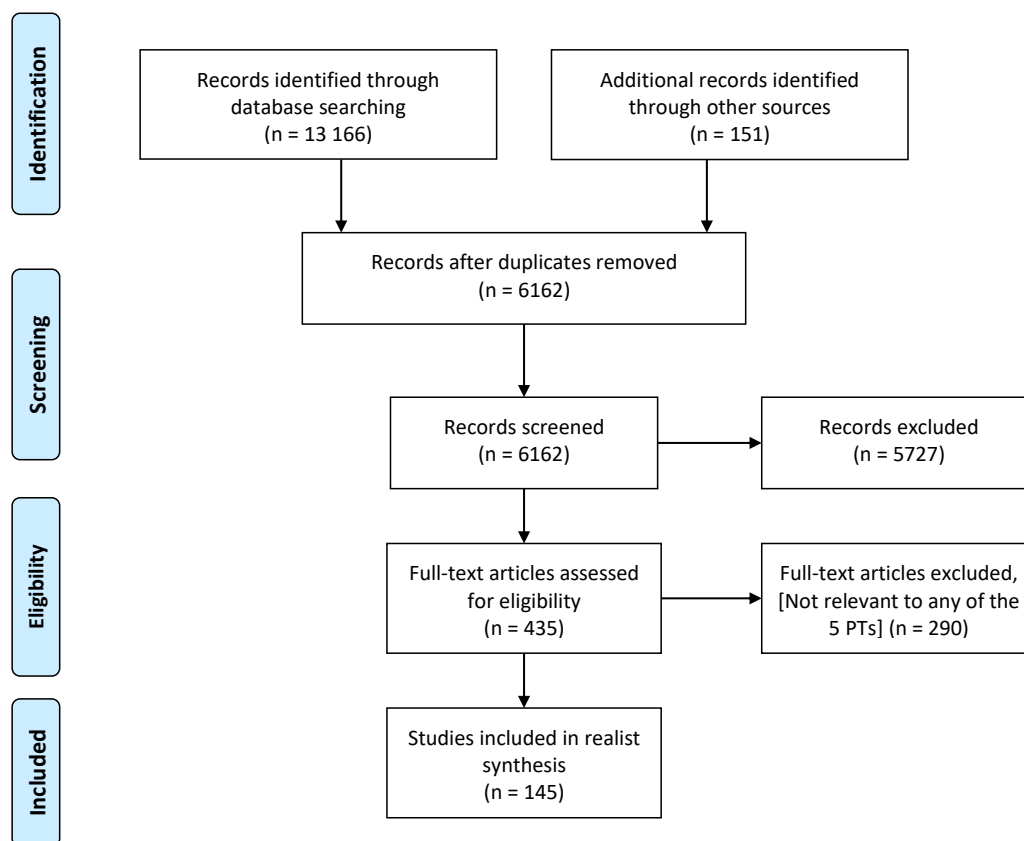 Identification
Records identified through
database searching
(n = 13 166)
Additional records identified
through other sources
(n = 151)
Records after duplicates removed
(n = 6162)
Screening
Records screened
(n = 6162)
Records excluded
(n = 5727)
Eligibility
Full-text articles assessed
for eligibility
(n = 435)
Full-text articles excluded,
[Not relevant to any of the
5 PTs] (n = 290)
Included
Studies included in realist
synthesis
(n = 145)